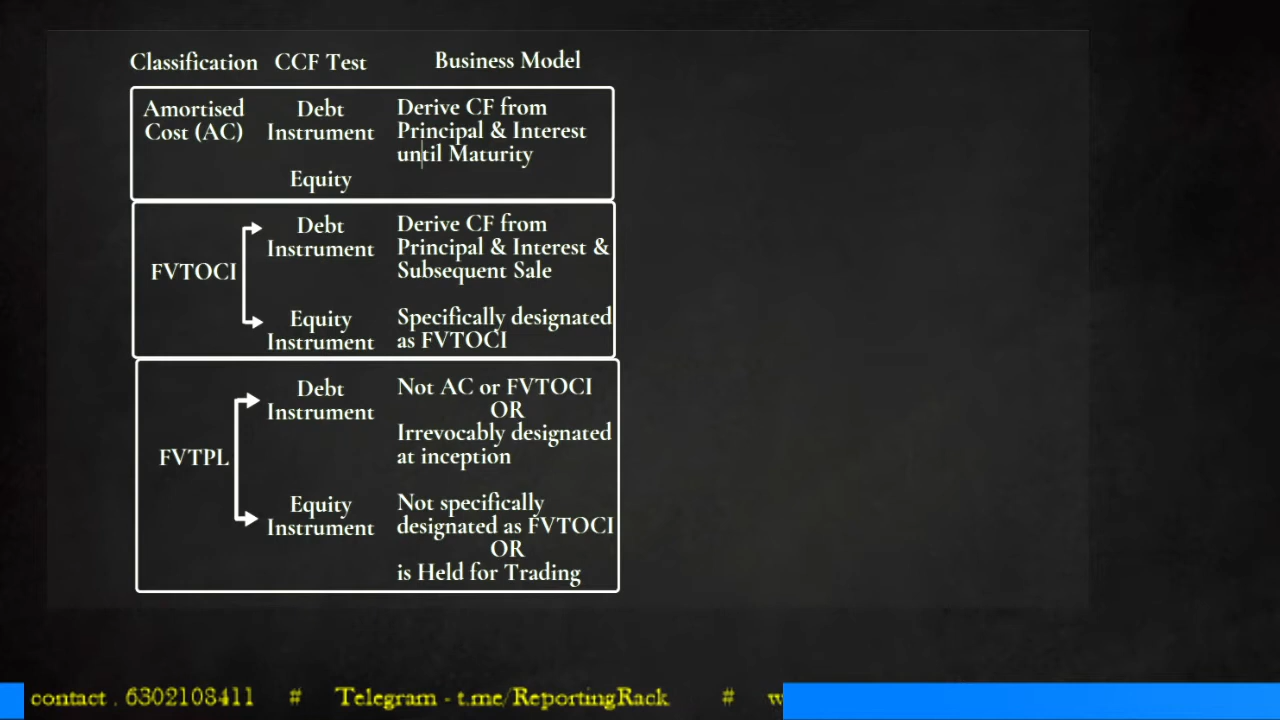 Classification CCF Test Business Model
Amortised Cost (AC)
Debt Instrument
Derive CF from
Principal & Interest
until Maturity
Equity
FVTOCI
Debt Instrument
Derive CF from
Principal & Interest &
Subsequent Sale
Equity Instrument
Specifically designated
as FVTOCI
FVTPL
Debt Instrument
Not AC or FVTOCI
OR
Irrevocably designated
at inception
Equity Instrument
Not specifically
designated as FVTOCI
OR
is Held for Trading
contact . 6302108411 # Telegram - t.me/ReportingRack # w